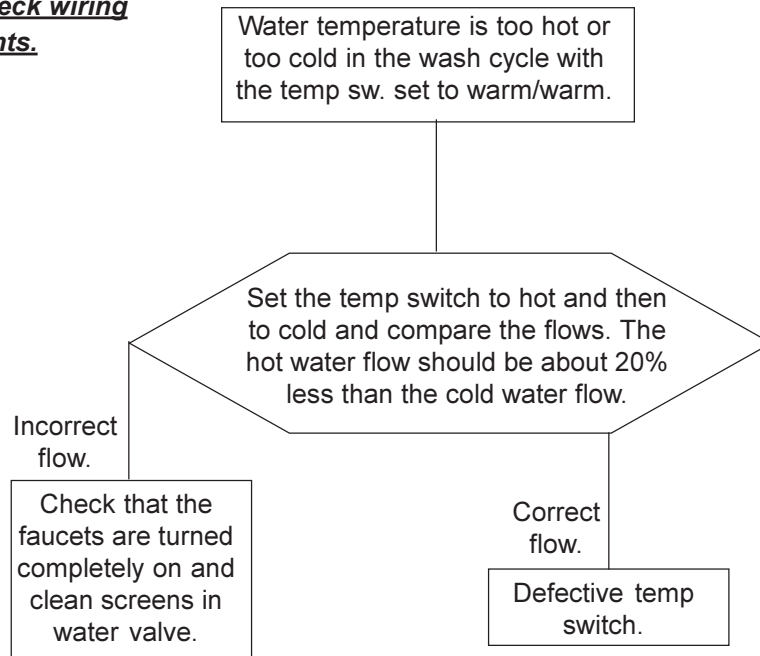 wiring
Water temperature is too hot or
too cold in the wash cycle with
the temp sw. set to warm/warm.
Set the temp switch to hot and then
to cold and compare the flows. The
hot water flow should be about 20%
less than the cold water flow.
Incorrect
flow.
Check that the
faucets are turned
completely on and
clean screens in
water valve.
Correct
flow.
Defective temp
switch.